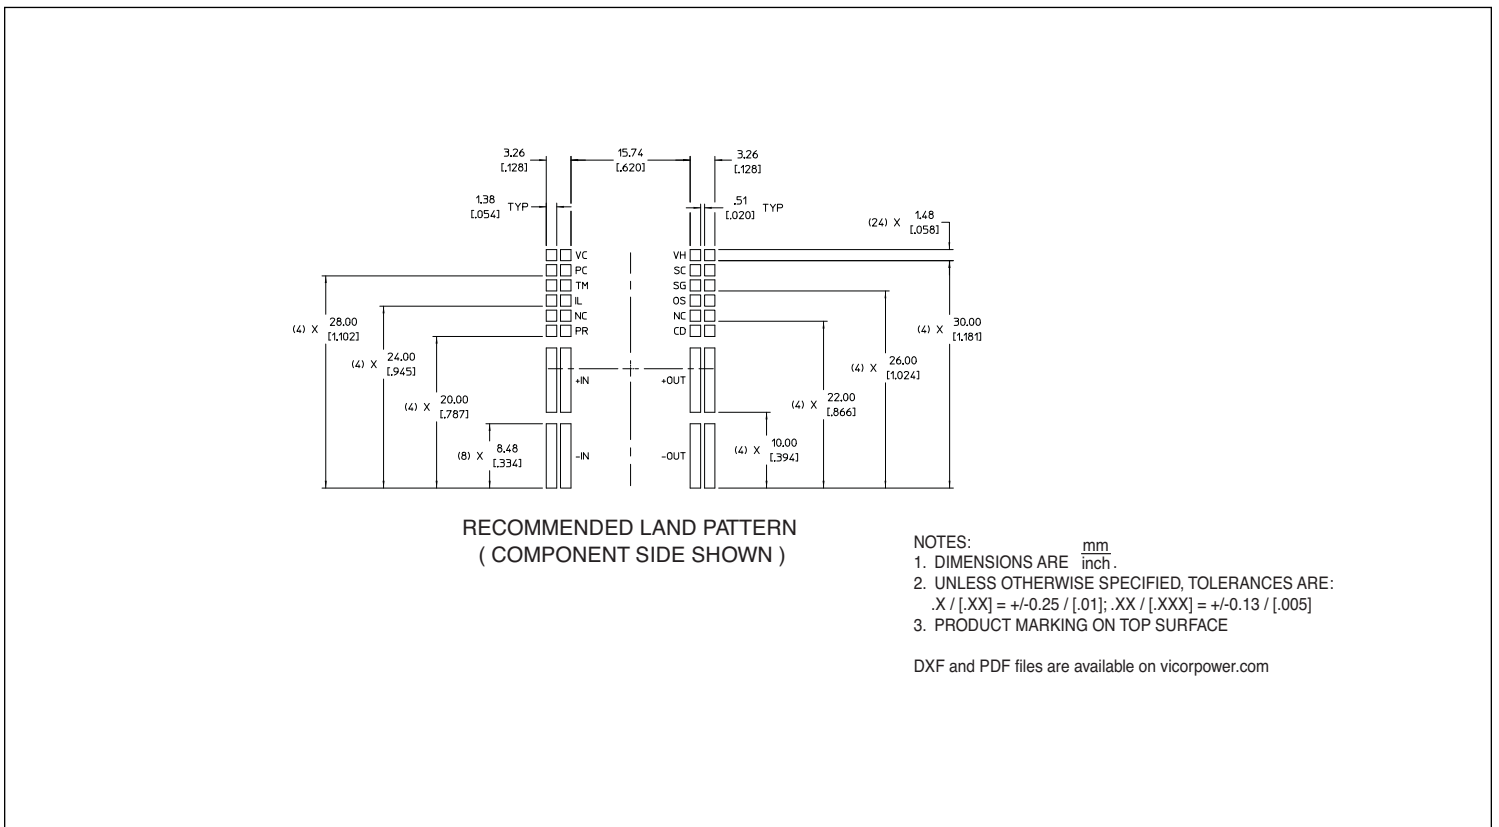 3.26
[.128]
15.74
[.620]
3.26
[.128]
1.38
[.054]
TYP
.51
[.020]
TYP
(24) X 1.48
[.058]
VC
VH
PC
SC
TM
SG
IL
OS
NC
NC
PR
CD
(4) X 28.00
[1.102]
(4) X 30.00
[1.181]
(4) X 24.00
[.945]
(4) X 26.00
[1.024]
+IN
+OUT
(4) X 20.00
[.787]
(4) X 22.00
[.866]
(8) X 8.48
[.334]
-IN
-OUT
(4) X 10.00
[.394]
RECOMMENDED LAND PATTERN
( COMPONENT SIDE SHOWN )
NOTES:
1. DIMENSIONS ARE mm
inch .
2. UNLESS OTHERWISE SPECIFIED, TOLERANCES ARE:
.X / [.XX] = +/-0.25 / [.01]; .XX / [.XXX] = +/-0.13 / [.005]
3. PRODUCT MARKING ON TOP SURFACE
DXF and PDF files are available on vicorpower.com